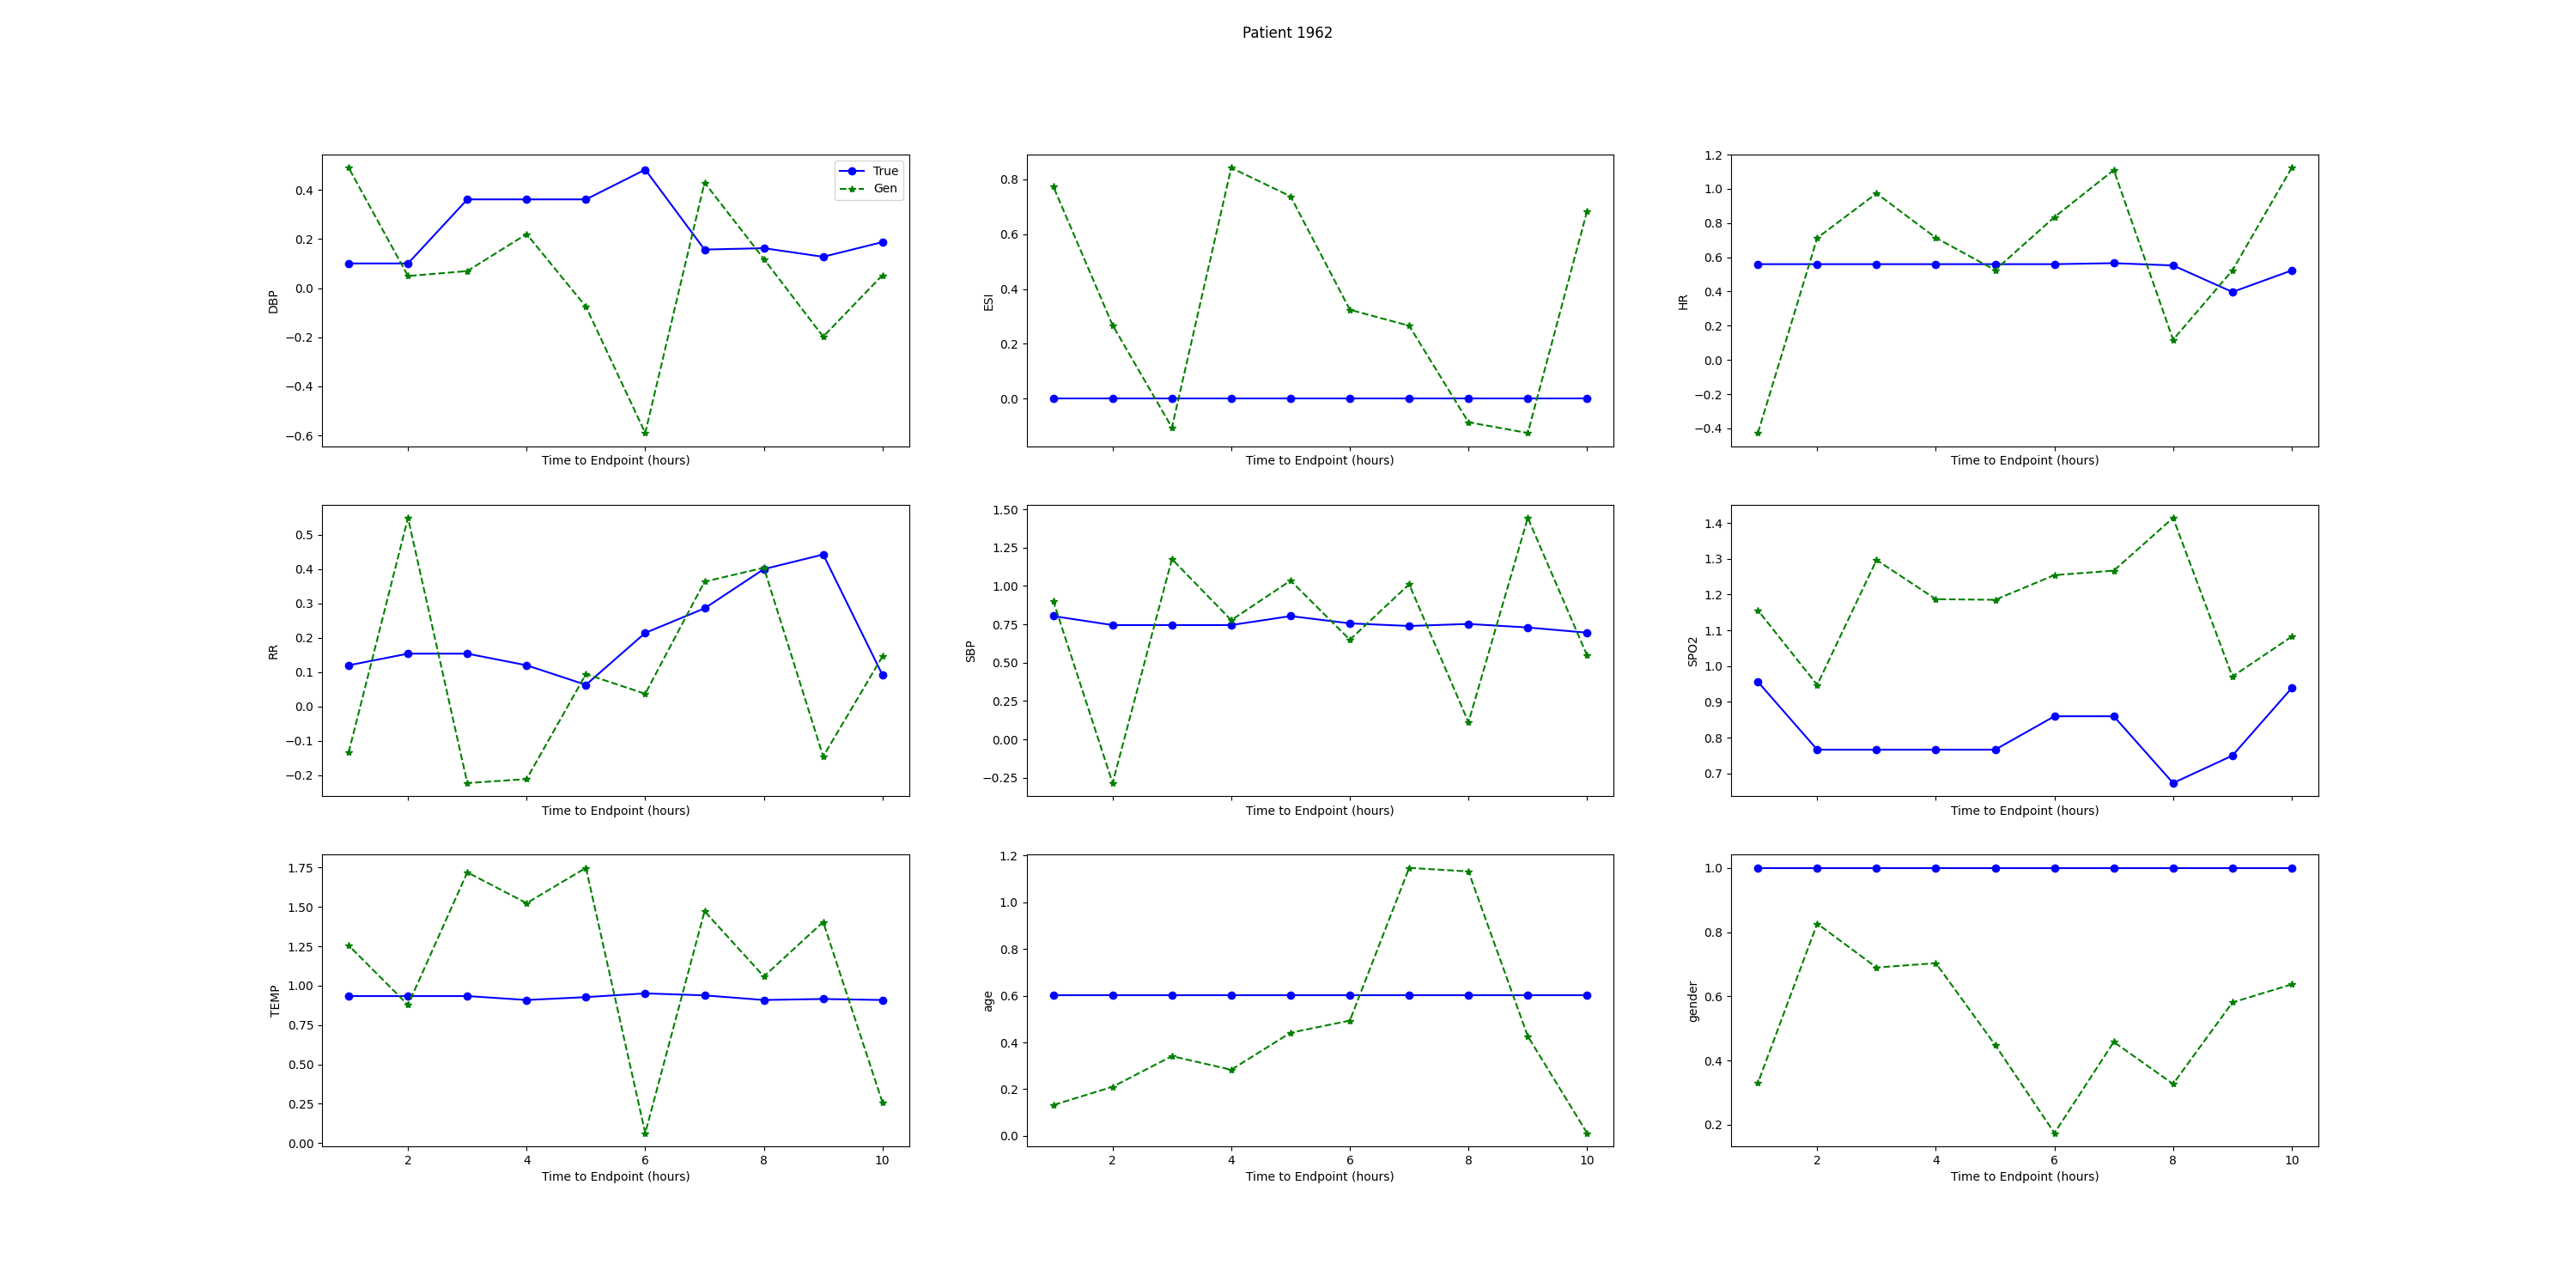 Patient 1962
True
Gen
0.4
0.2
0.0
−0.2
−0.4
−0.6
DBP
Time to Endpoint (hours)
0.8
0.6
0.4
0.2
0.0
ESI
Time to Endpoint (hours)
1.2
1.0
0.8
0.6
0.4
0.2
0.0
−0.2
−0.4
HR
Time to Endpoint (hours)
0.5
0.4
0.3
0.2
0.1
0.0
−0.1
−0.2
RR
Time to Endpoint (hours)
1.50
1.25
1.00
0.75
0.50
0.25
0.00
−0.25
SBP
Time to Endpoint (hours)
1.4
1.3
1.2
1.1
1.0
0.9
0.8
0.7
SPO2
Time to Endpoint (hours)
1.75
1.50
1.25
1.00
0.75
0.50
0.25
0.00
TEMP
2 4 6 8 10
Time to Endpoint (hours)
1.2
1.0
0.8
0.6
0.4
0.2
0.0
age
2 4 6 8 10
Time to Endpoint (hours)
1.0
0.8
0.6
0.4
0.2
gender
2 4 6 8 10
Time to Endpoint (hours)